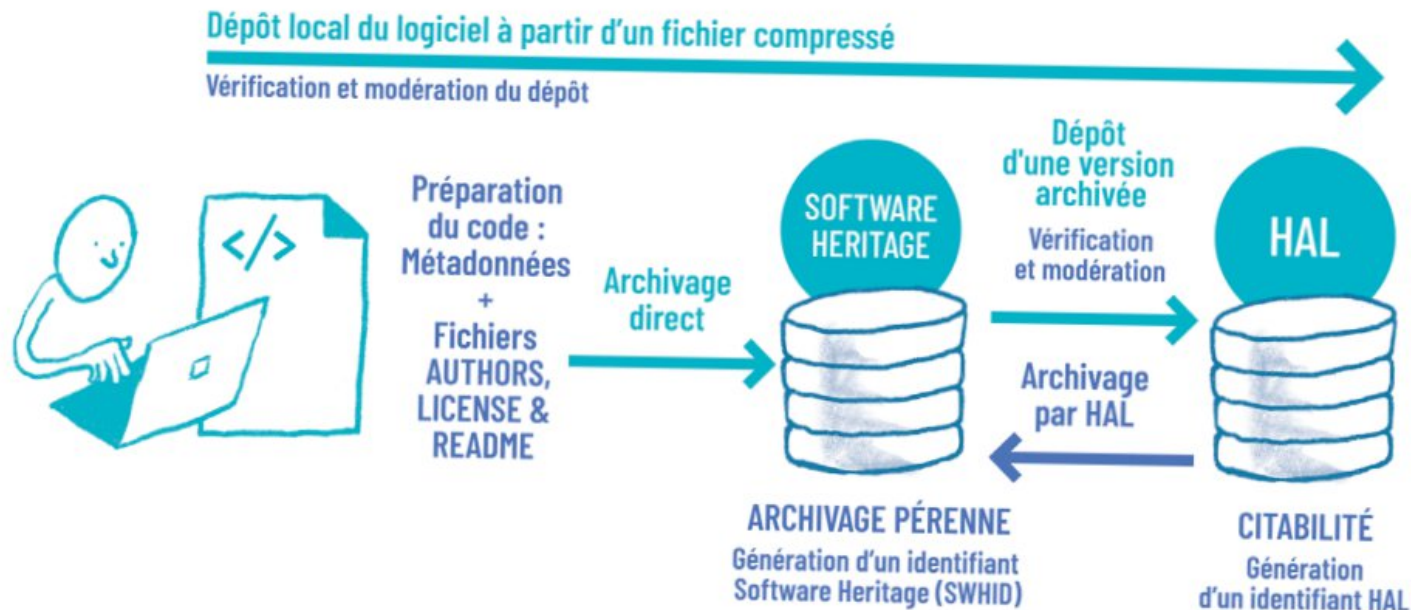 Dépôt local du logiciel à partir d'un fichier compressé
Vérification et modération du dépôt
</>
Préparation
du code :
Métadonnées
+
Fichiers
AUTHORS,
LICENSE &
README
Archivage
direct
SOFTWARE
HERITAGE
Dépôt
d'une version
archivée
Vérification
et modération
Archivage
par HAL
HAL
ARCHIVAGE PÉRENNE
Génération d'un identifiant
Software Heritage (SWHID)
CITABILITÉ
Génération
d'un identifiant HAL